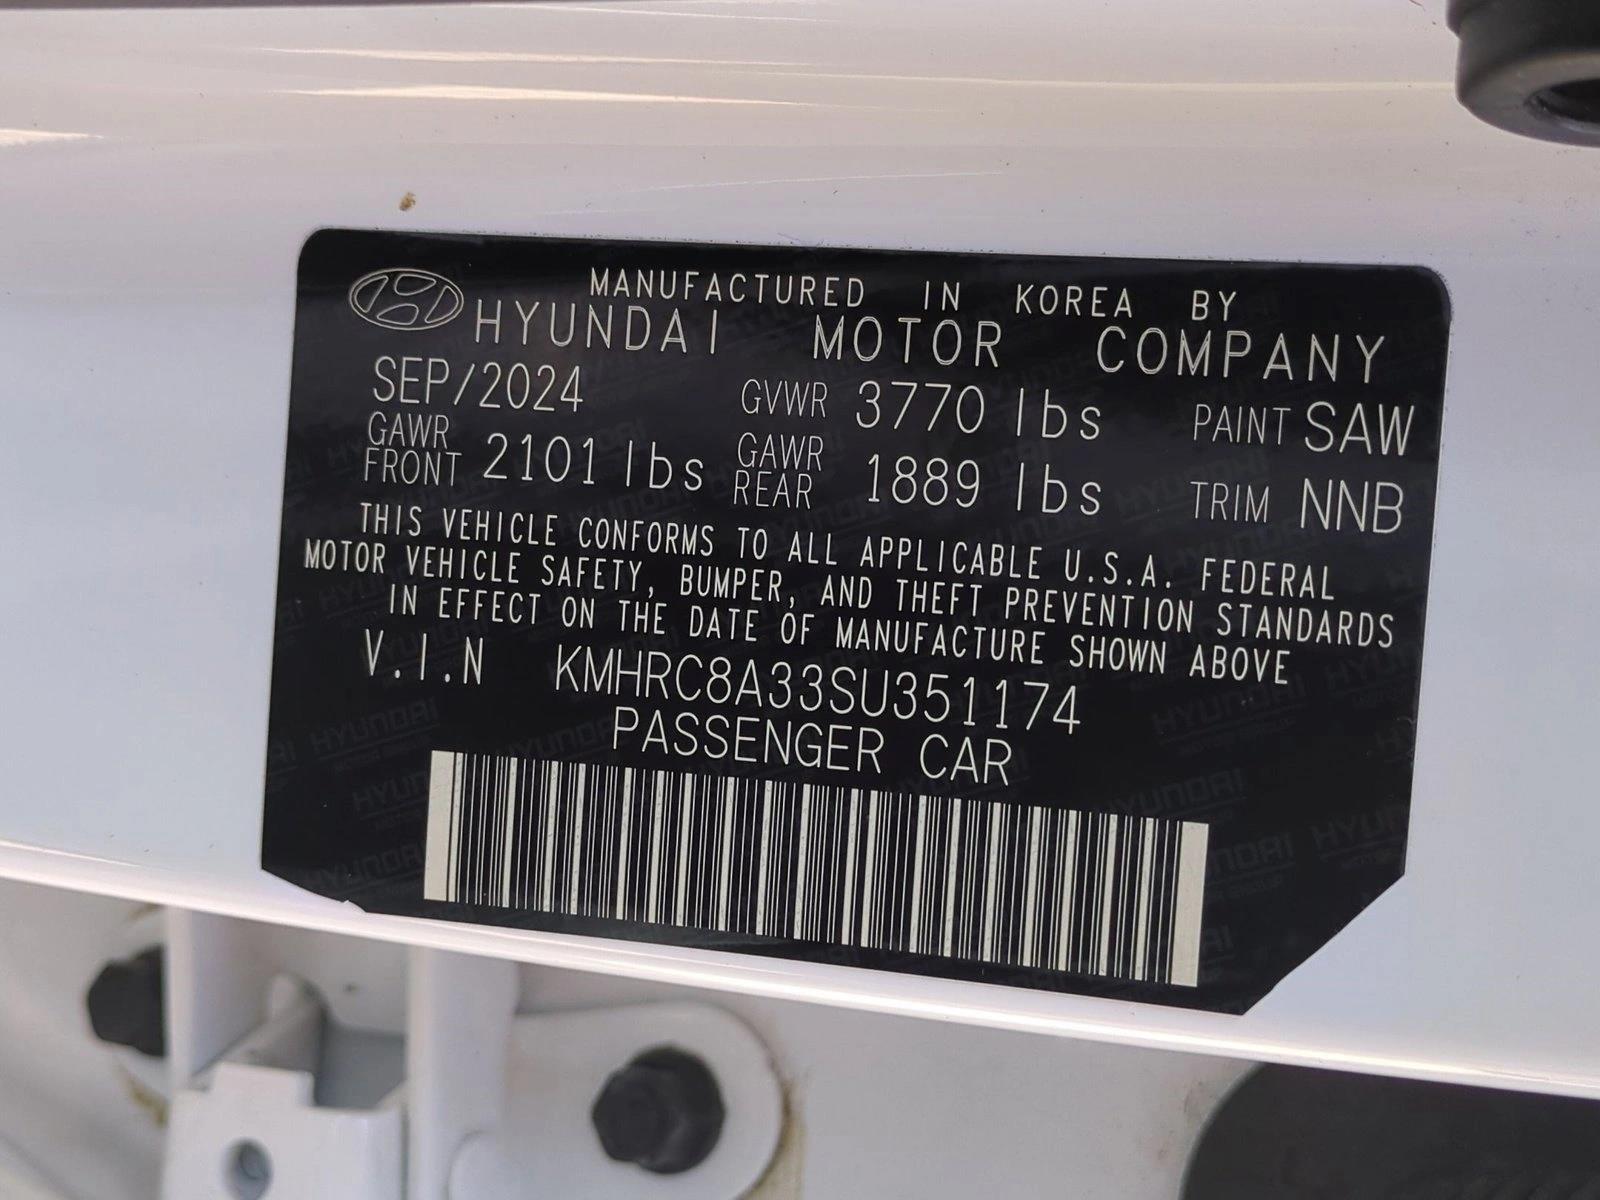 MANUFACTURED IN KOREA BY
HYUNDAI MOTOR COMPANY
SEP/2024 GVWR 3770 lbs PAINT SAW
GAWR FRONT 2101 lbs GAWR REAR 1889 lbs TRIM NNB
THIS VEHICLE CONFORMS TO ALL APPLICABLE U.S.A. FEDERAL
MOTOR VEHICLE SAFETY, BUMPER, AND THEFT PREVENTION STANDARDS
IN EFFECT ON THE DATE OF MANUFACTURE SHOWN ABOVE
V.I.N KMHRC8A33SU351174
PASSENGER CAR